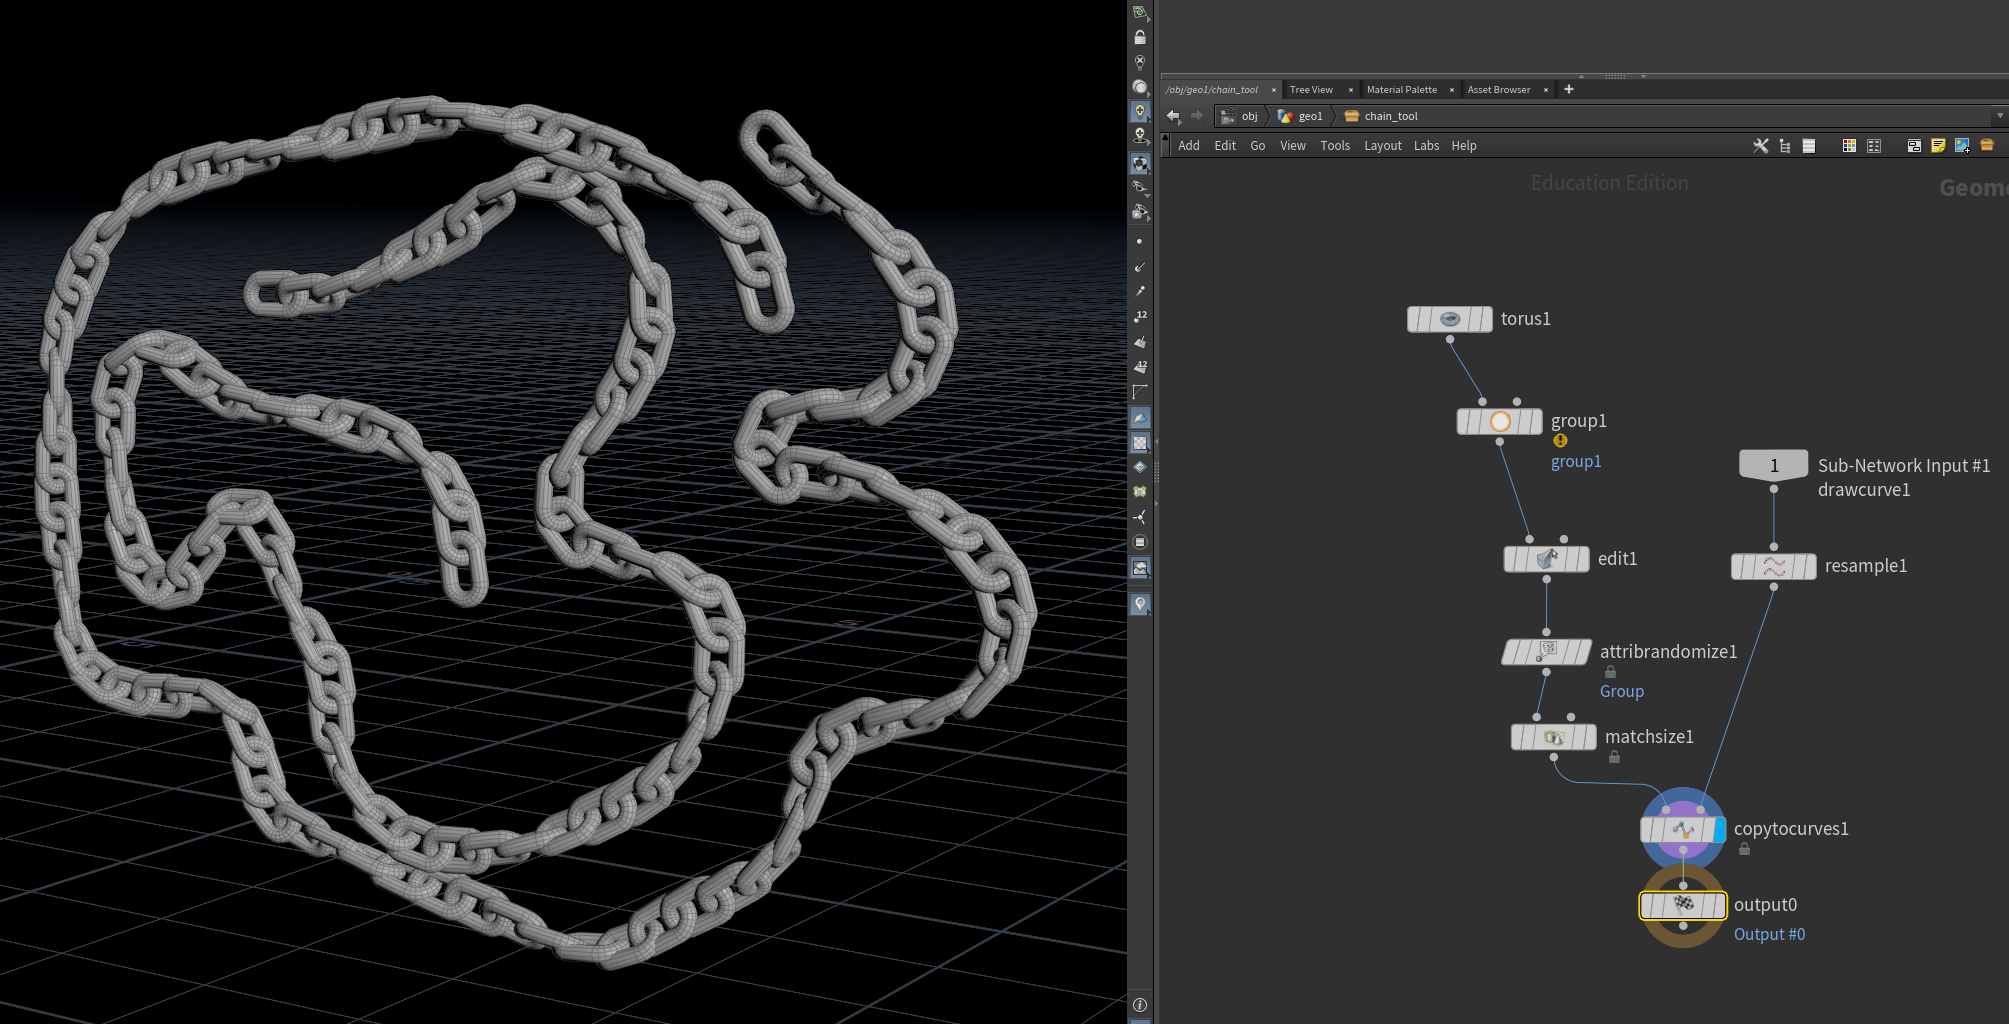 /obj/geo1/chain_tool × Tree View × Material Palette × Asset Browser ×
obj geo1 chain_tool
Add Edit Go View Tools Layout Labs Help
Education Edition
Geom
torus1
group1
group1
1 Sub-Network Input #1
drawcurve1
edit1
resample1
attribrandomize1
Group
matchsize1
copytocurves1
output0
Output #0
12
12